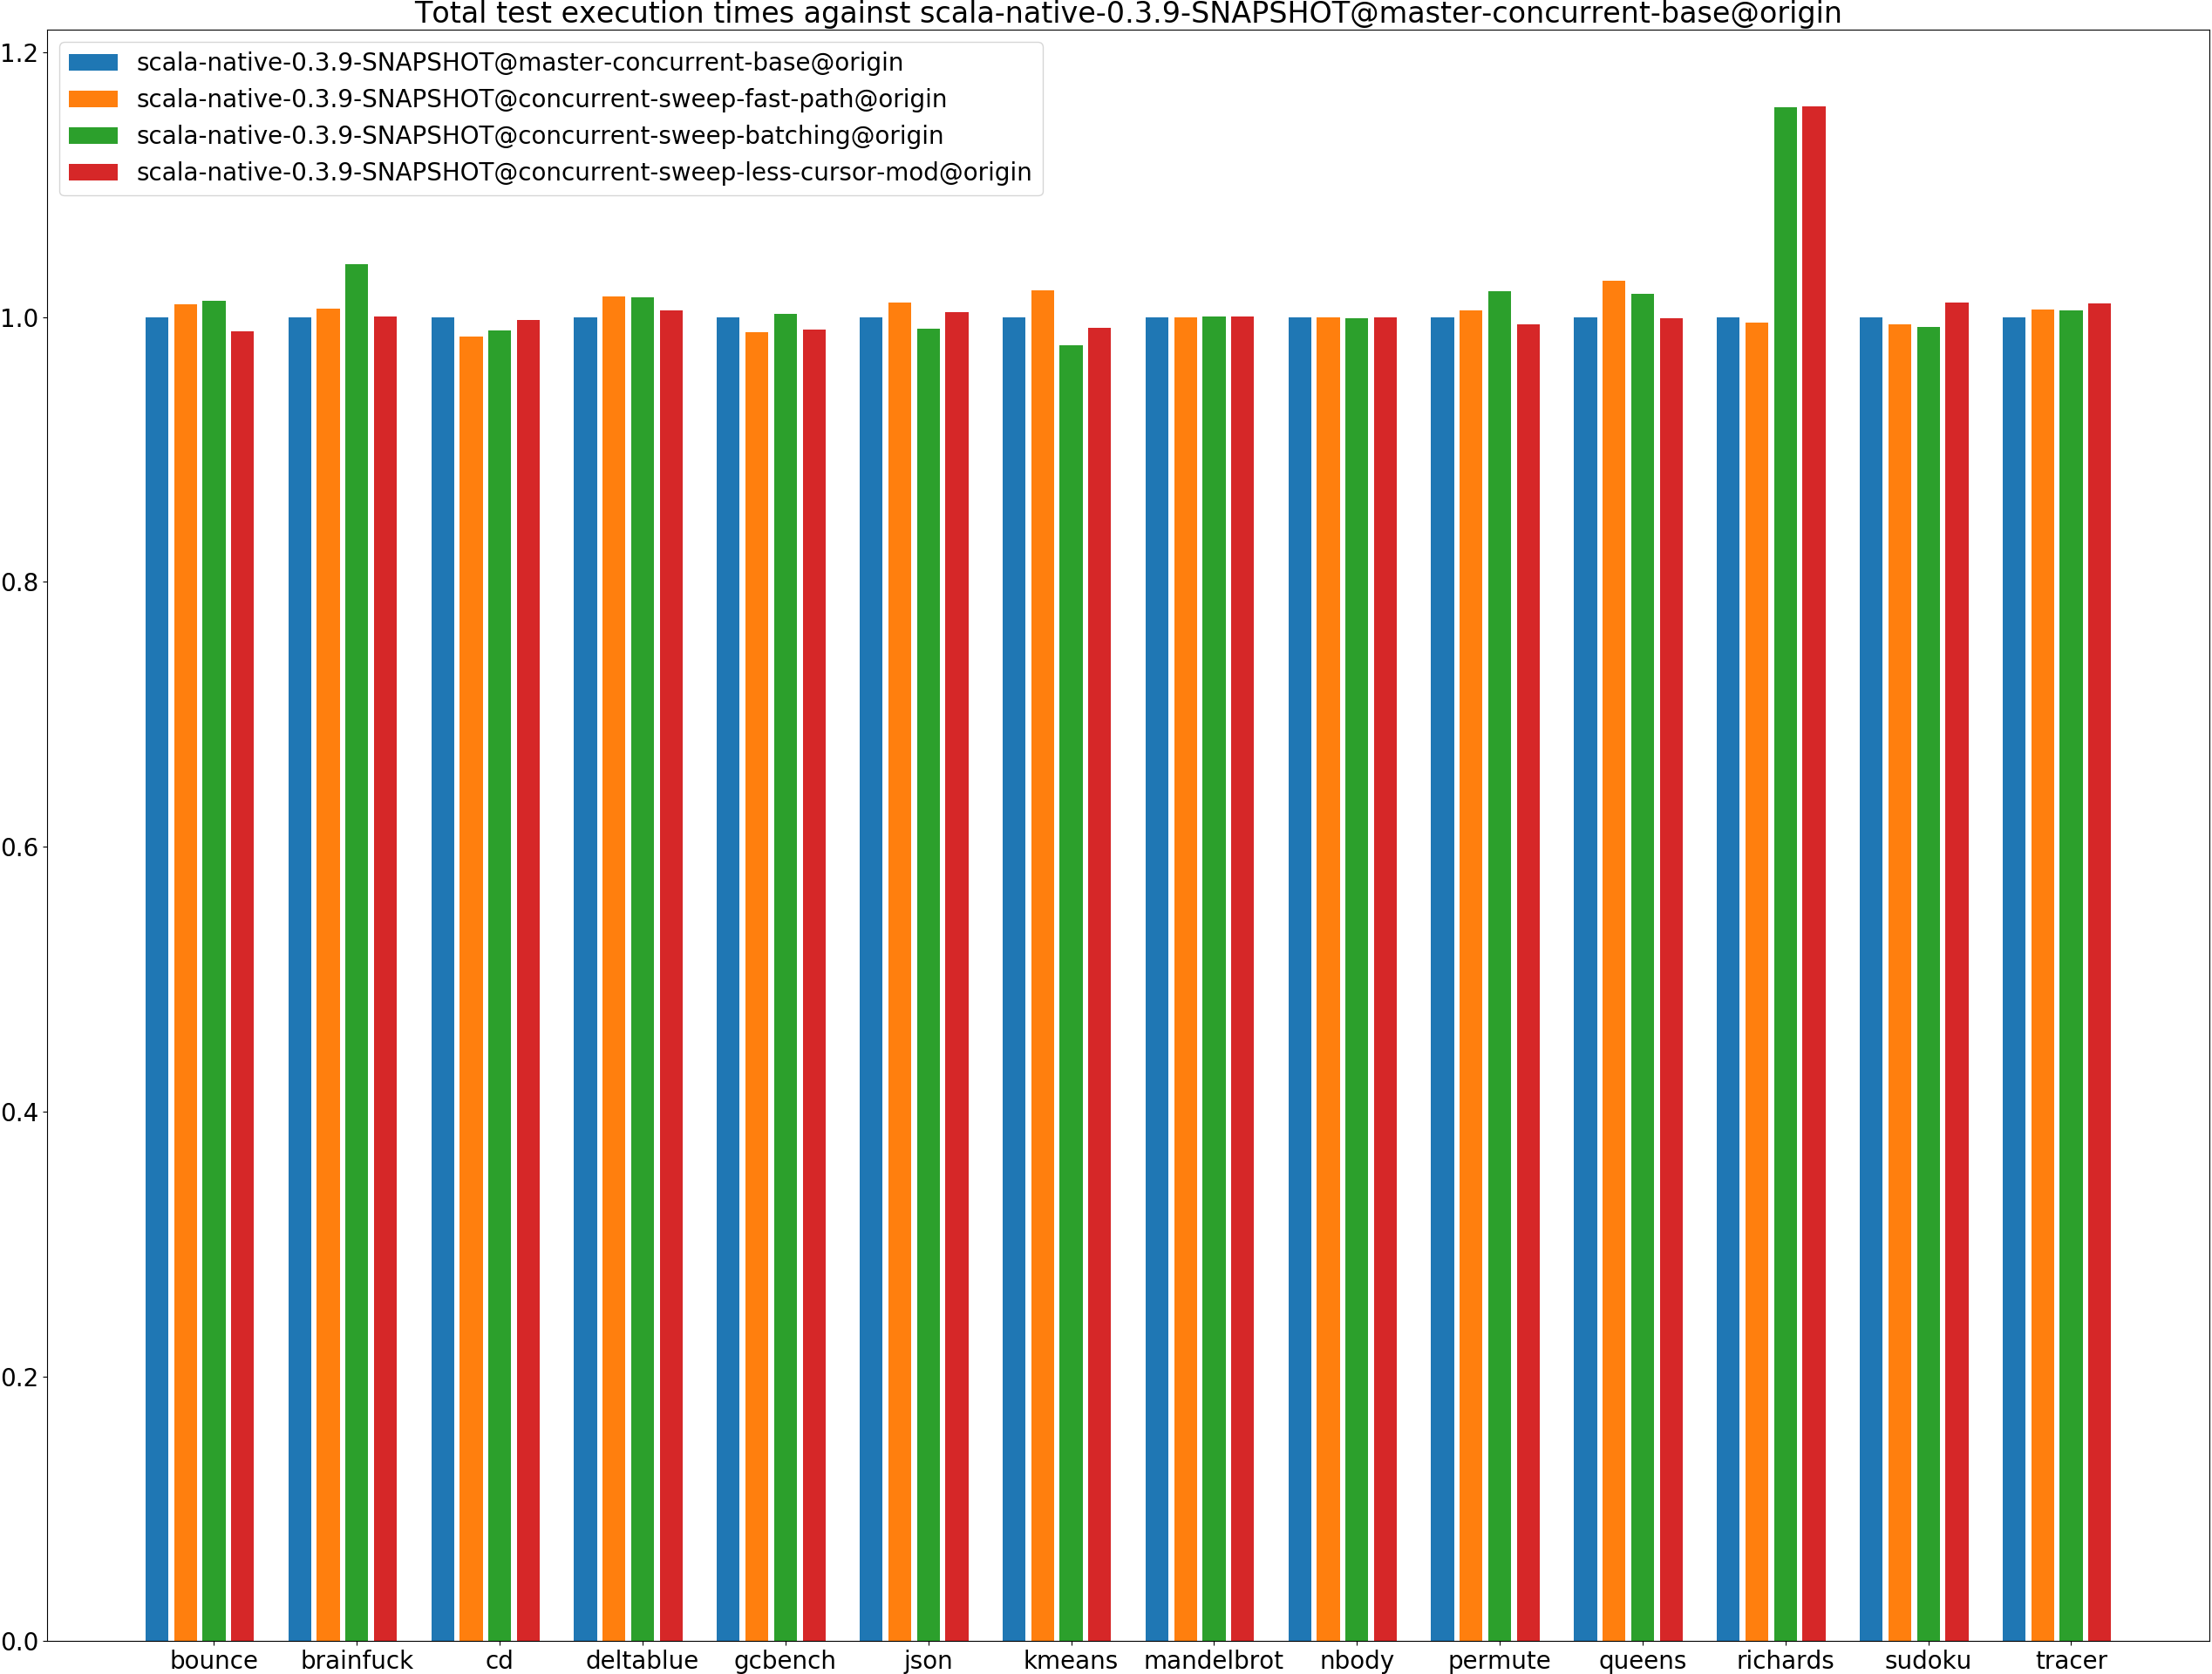 Total test execution times against scala-native-0.3.9-SNAPSHOT@master-concurrent-base@origin
1.2
scala-native-0.3.9-SNAPSHOT@master-concurrent-base@origin
scala-native-0.3.9-SNAPSHOT@concurrent-sweep-fast-path@origin
scala-native-0.3.9-SNAPSHOT@concurrent-sweep-batching@origin
scala-native-0.3.9-SNAPSHOT@concurrent-sweep-less-cursor-mod@origin
1.0
0.8
0.6
0.4
0.2
0.0
bounce brainfuck cd deltablue gcbench json kmeans mandelbrot nbody permute queens richards sudoku tracer